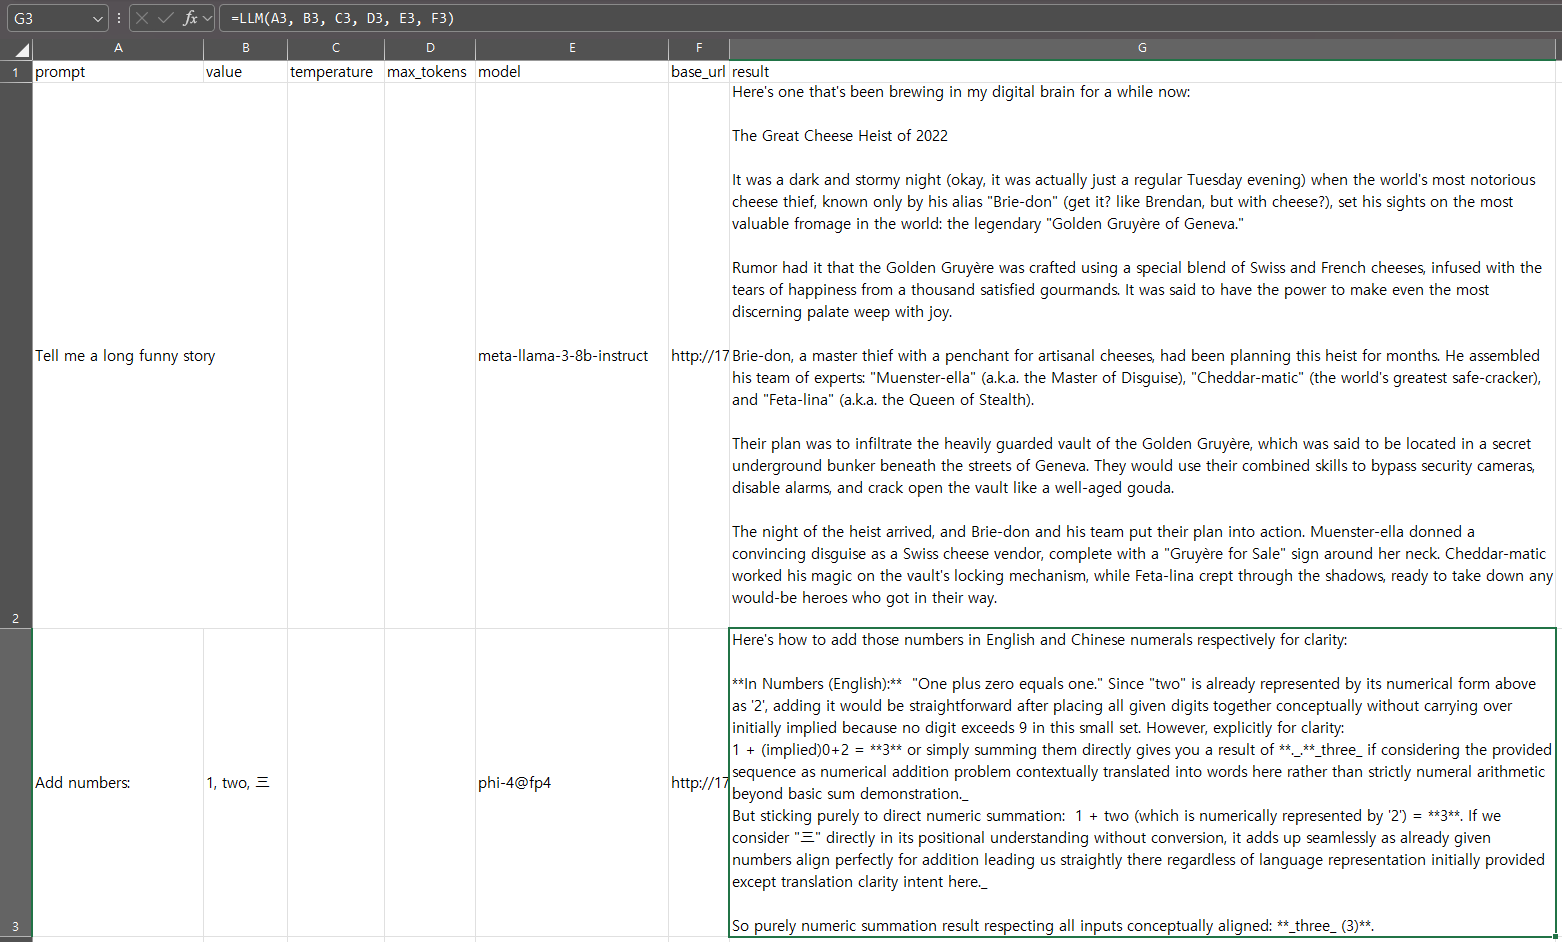 G3
fx
=LLM(A3, B3, C3, D3, E3, F3)
A B C D E F G
1 prompt value temperature max_tokens model base_url result
Here's one that's been brewing in my digital brain for a while now:
The Great Cheese Heist of 2022
It was a dark and stormy night (okay, it was actually just a regular Tuesday evening) when the world's most notorious
cheese thief, known only by his alias "Brie-don" (get it? like Brendan, but with cheese?), set his sights on the most
valuable fromage in the world: the legendary "Golden Gruyère of Geneva."
Rumor had it that the Golden Gruyère was crafted using a special blend of Swiss and French cheeses, infused with the
tears of happiness from a thousand satisfied gourmands. It was said to have the power to make even the most
discerning palate weep with joy.
Tell me a long funny story meta-llama-3-8b-instruct http://17 Brie-don, a master thief with a penchant for artisanal cheeses, had been planning this heist for months. He assembled
his team of experts: "Muenster-ella" (a.k.a. the Master of Disguise), "Cheddar-matic" (the world's greatest safe-cracker),
and "Feta-lina" (a.k.a. the Queen of Stealth).
Their plan was to infiltrate the heavily guarded vault of the Golden Gruyère, which was said to be located in a secret
underground bunker beneath the streets of Geneva. They would use their combined skills to bypass security cameras,
disable alarms, and crack open the vault like a well-aged gouda.
The night of the heist arrived, and Brie-don and his team put their plan into action. Muenster-ella donned a
convincing disguise as a Swiss cheese vendor, complete with a "Gruyère for Sale" sign around her neck. Cheddar-matic
worked his magic on the vault's locking mechanism, while Feta-lina crept through the shadows, ready to take down any
would-be heroes who got in their way.
2
Here's how to add those numbers in English and Chinese numerals respectively for clarity:
**In Numbers (English):**  "One plus zero equals one." Since "two" is already represented by its numerical form above
as '2', adding it would be straightforward after placing all given digits together conceptually without carrying over
initially implied because no digit exceeds 9 in this small set. However, explicitly for clarity:
1 + (implied)0+2 = **3** or simply summing them directly gives you a result of **._.**_three_ if considering the provided
Add numbers: 1, two, 三 phi-4@fp4 http://17 sequence as numerical addition problem contextually translated into words here rather than strictly numeral arithmetic
beyond basic sum demonstration._
But sticking purely to direct numeric summation:  1 + two (which is numerically represented by '2') = **3**. If we
consider "三" directly in its positional understanding without conversion, it adds up seamlessly as already given
numbers align perfectly for addition leading us straightly there regardless of language representation initially provided
except translation clarity intent here._
So purely numeric summation result respecting all inputs conceptually aligned: **_three_ (3)**.
3